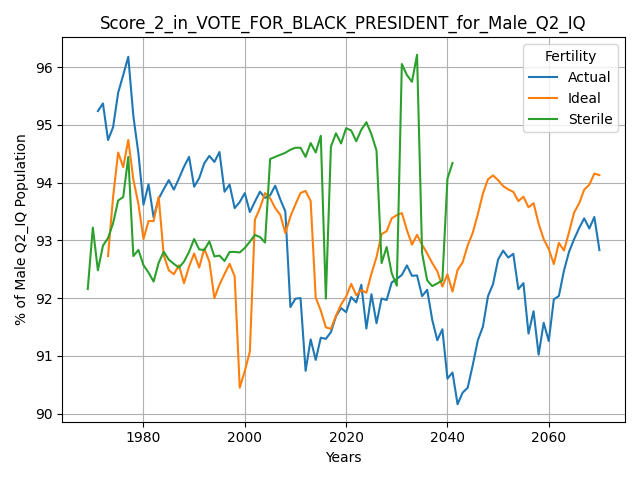 Score_2_in_VOTE_FOR_BLACK_PRESIDENT_for_Male_Q2_IQ
Fertility
Actual
Ideal
Sterile
% of Male Q2_IQ Population
96
95
94
93
92
91
90
1980
2000
2020
2040
2060
Years